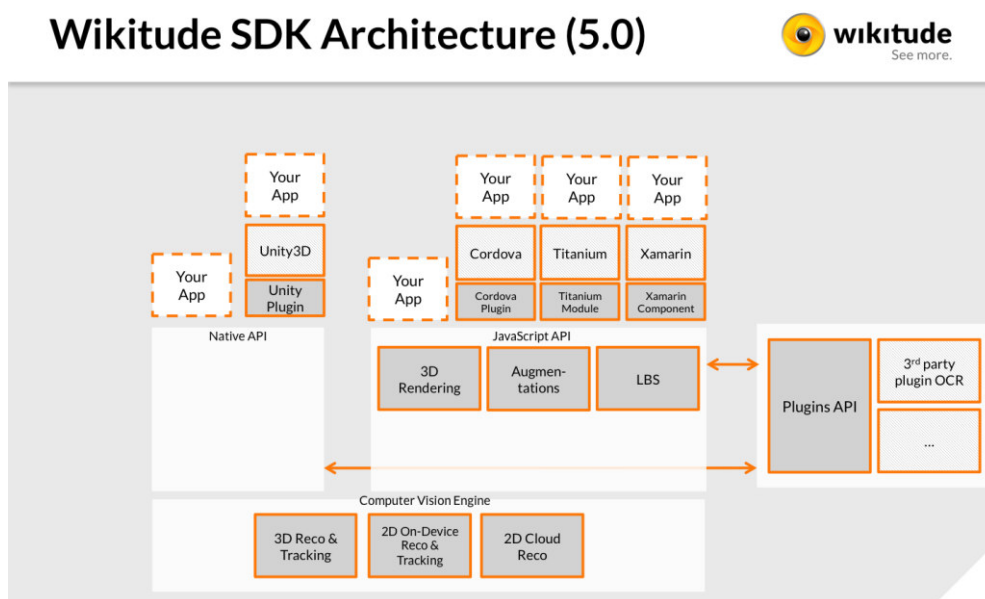 Wikitude SDK Architecture (5.0)
wikitude
See more.
Your
App
Your
App
Your
App
Your
App
Unity3D
Cordova
Titanium
Xamarin
Your
App
Your
App
Unity
Plugin
Cordova
Plugin
Titanium
Module
Xamarin
Component
Native API
JavaScript API
3D
Rendering
Augmen-
tations
LBS
Plugins API
3rd party
plugin OCR
...
Computer Vision Engine
3D Reco &
Tracking
2D On-Device
Reco &
Tracking
2D Cloud
Reco